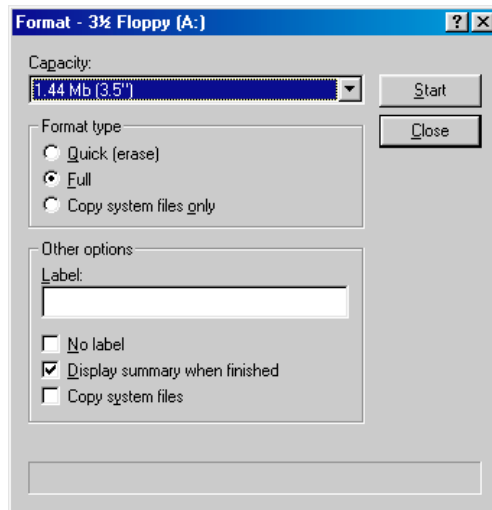 Format - 3½ Floppy (A:)
Capacity:
1.44 Mb (3.5")
Start
Format type
Close
Quick (erase)
Full
Copy system files only
Other options
Label:
No label
Display summary when finished
Copy system files